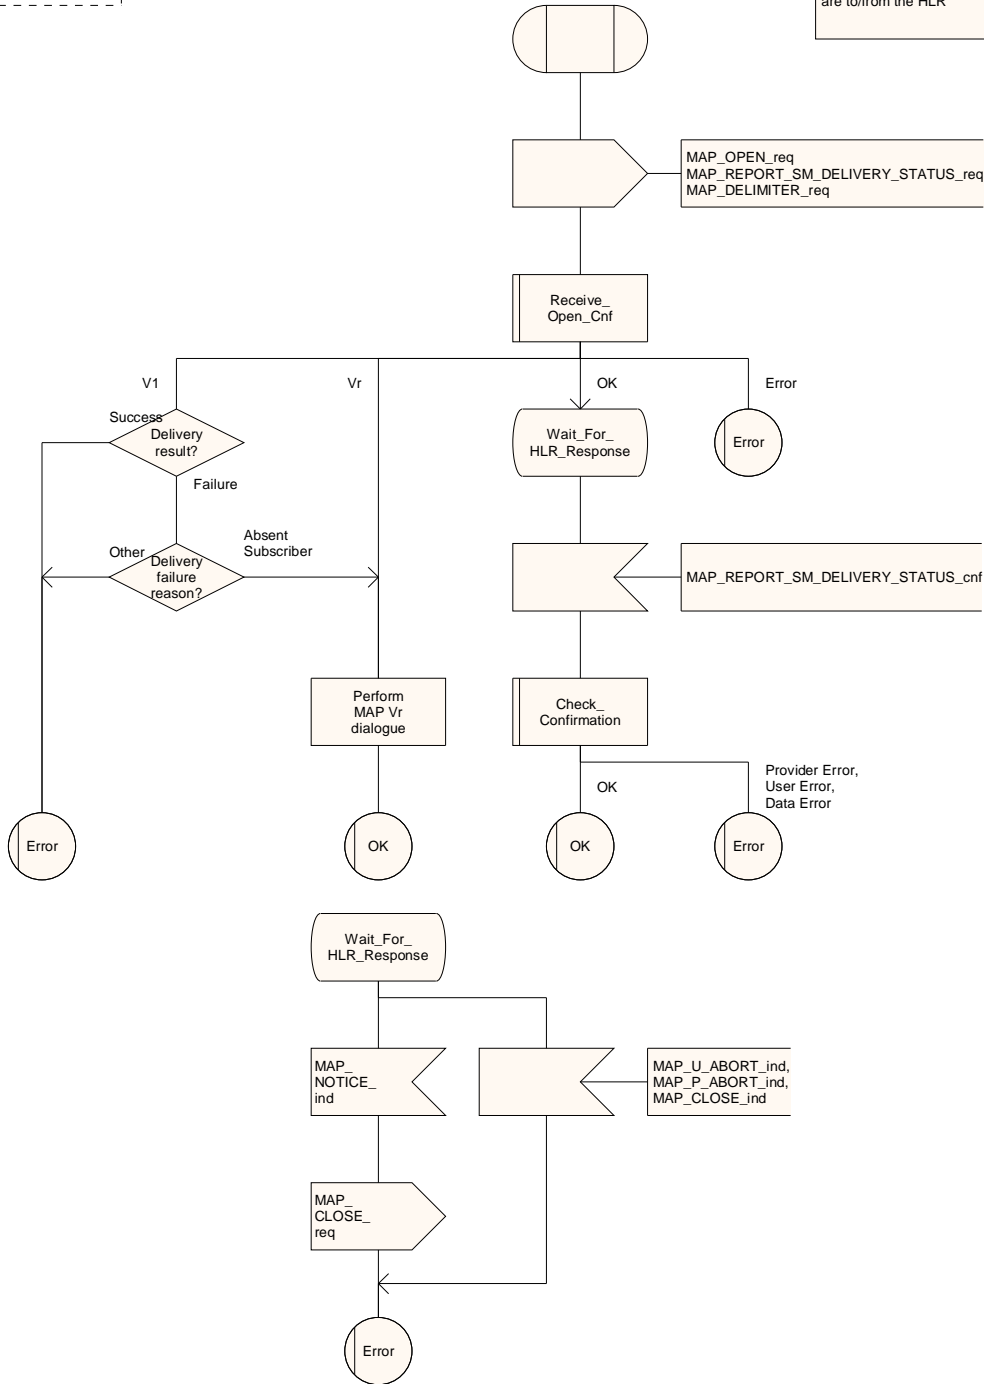 are to/from the HLR
MAP_OPEN_req
MAP_REPORT_SM_DELIVERY_STATUS_req
MAP_DELIMITER_req
Receive_
Open_Cnf
V1
Vr
OK
Error
Success
Delivery
result?
Wait_For_
HLR_Response
Error
Failure
Other
Delivery
failure
reason?
Absent
Subscriber
MAP_REPORT_SM_DELIVERY_STATUS_cnf
Perform
MAP Vr
dialogue
Check_
Confirmation
OK
Provider Error,
User Error,
Data Error
Error
OK
OK
Error
Wait_For_
HLR_Response
MAP_
NOTICE_
ind
MAP_U_ABORT_ind,
MAP_P_ABORT_ind,
MAP_CLOSE_ind
MAP_
CLOSE_
req
Error